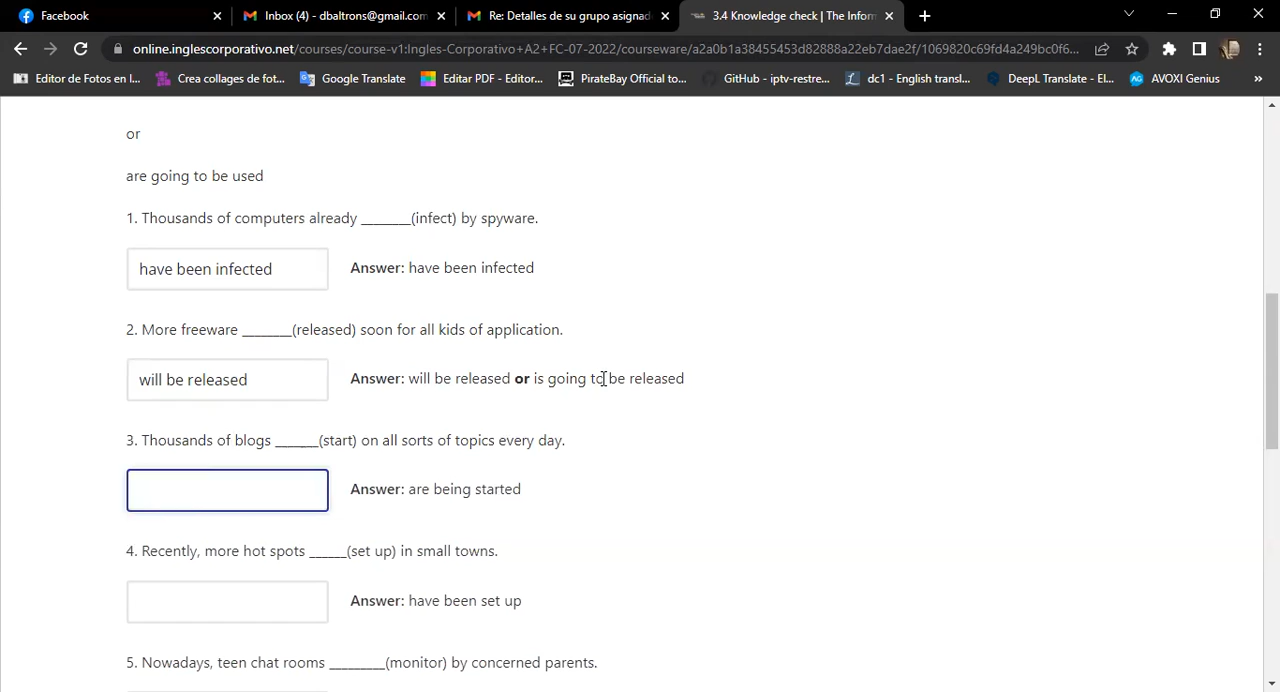 Facebook
Inbox (4) - dbaltrons@gmail.com
Re: Detalles de su grupo asignad
3.4 Knowledge check | The Inform
online.inglescorporativo.net/courses/course-v1:Ingles-Corporativo+A2+FC-07-2022/courseware/a2a0b1a38455453d82888a22eb7dae2f/1069820c69fd4a249bc0f6...
Editor de Fotos en l... Crea collages de fot... Google Translate Editar PDF - Editor... PirateBay Official to... GitHub - iptv-restre... dc1 - English transl... DeepL Translate - El... AVOXI Genius »
or
are going to be used
1. Thousands of computers already ______(infect) by spyware.
have been infected
Answer: have been infected
2. More freeware ______(released) soon for all kids of application.
will be released
Answer: will be released or is going to be released
3. Thousands of blogs _____(start) on all sorts of topics every day.
Answer: are being started
4. Recently, more hot spots ____(set up) in small towns.
Answer: have been set up
5. Nowadays, teen chat rooms ______(monitor) by concerned parents.